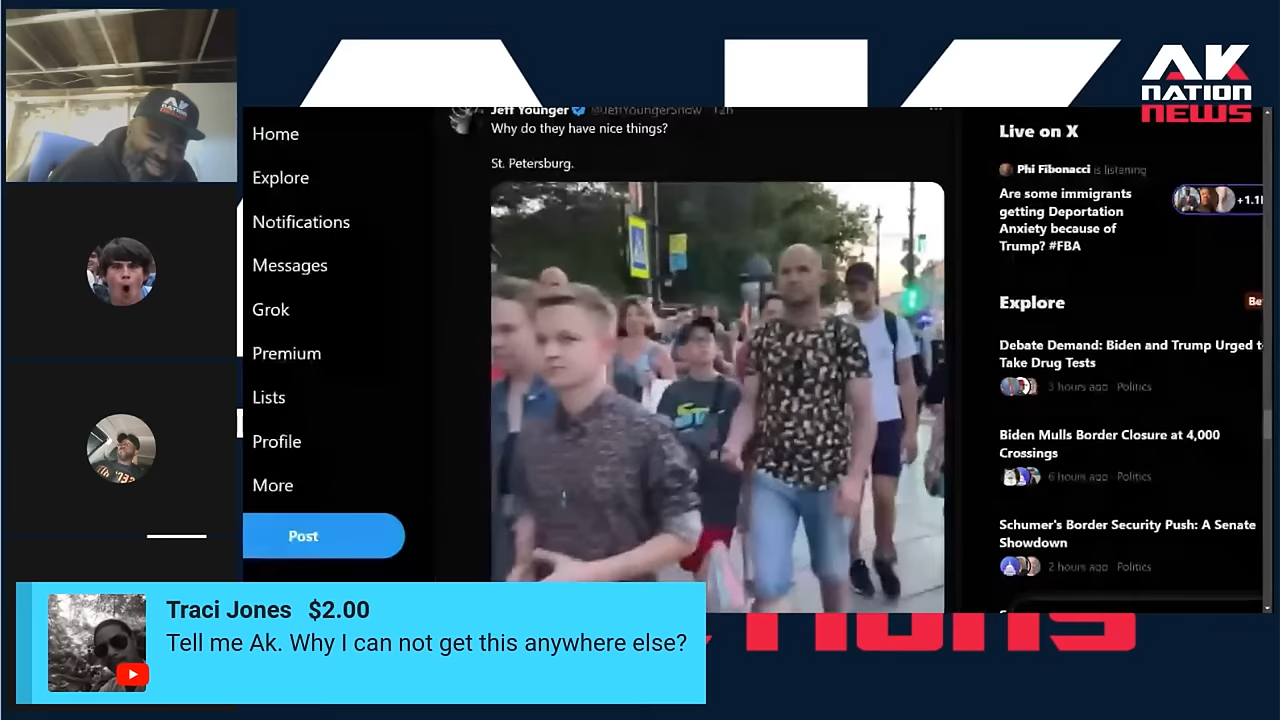 AK
NATION
NEWS
Jeff Younger @JeffYoungerShow 12h
Why do they have nice things?
St. Petersburg.
Home
Explore
Notifications
Messages
Grok
Premium
Lists
Profile
More
Post
Live on X
Phi Fibonacci is listening
Are some immigrants
getting Deportation
Anxiety because of
Trump? #FBA
Explore
Debate Demand: Biden and Trump Urged
Take Drug Tests
3 hours ago · Politics
Biden Mulls Border Closure at 4,000
Crossings
6 hours ago · Politics
Schumer's Border Security Push: A Senate
Showdown
2 hours ago · Politics
Traci Jones $2.00
Tell me Ak. Why I can not get this anywhere else?